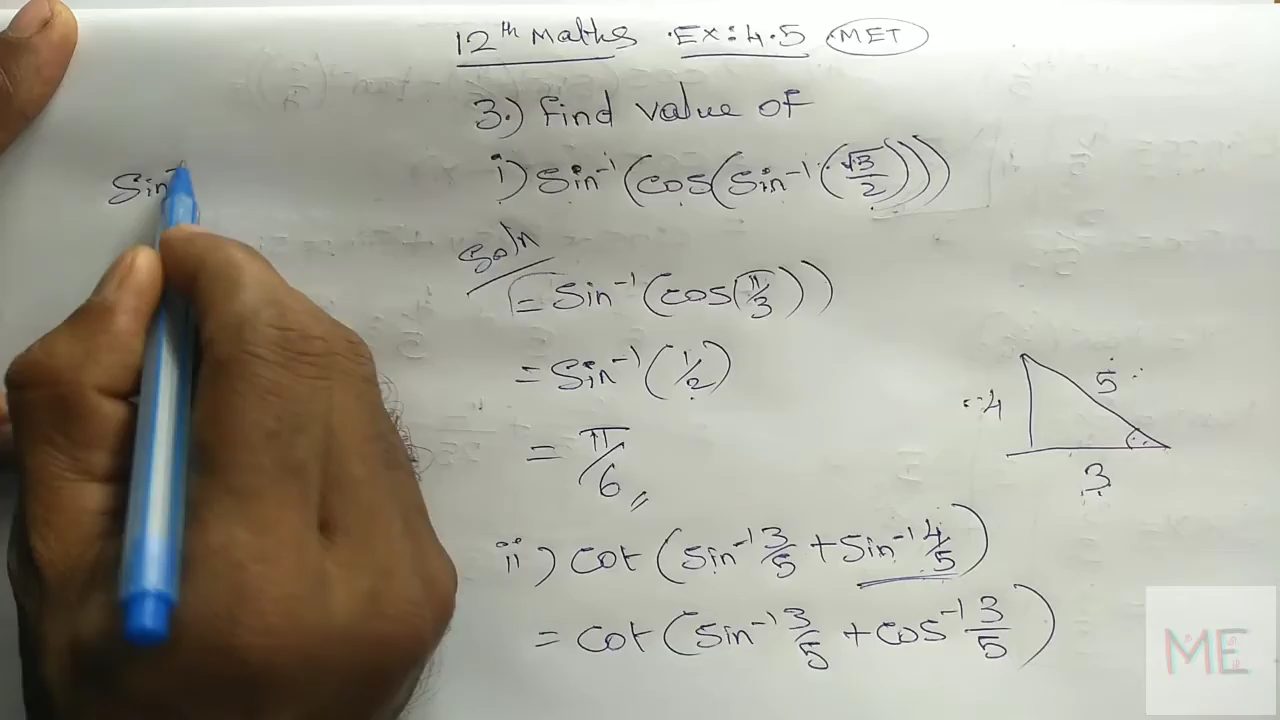 12th Maths Ex: 4.5 MET
3.) Find value of
i) Sin⁻¹(cos(Sin⁻¹(√3/2)))
Soln
= Sin⁻¹(cos(π/3))
= Sin⁻¹(1/2)
= π/6 //
4 5
3
ii) cot(Sin⁻¹ 3/5 + Sin⁻¹ 4/5)
= cot(Sin⁻¹ 3/5 + cos⁻¹ 3/5)
Sin⁻
ME